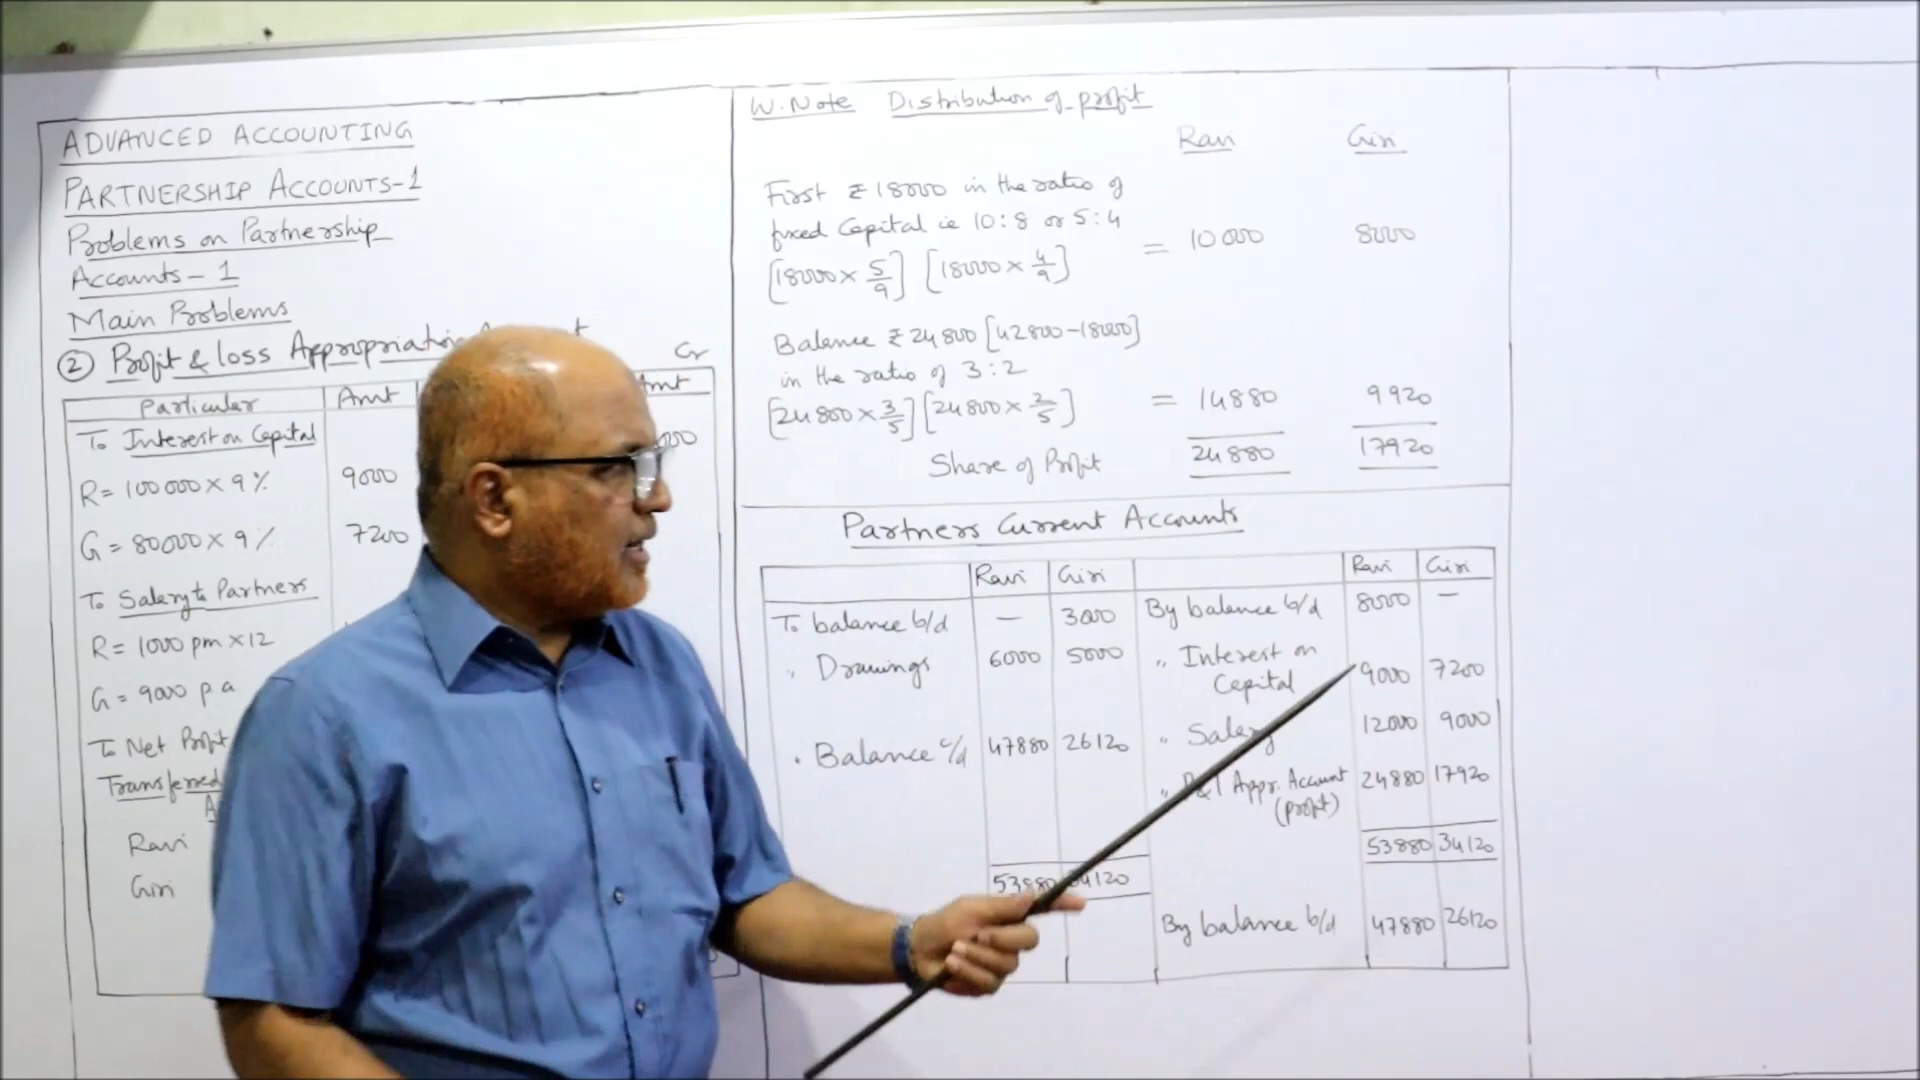 ADVANCED ACCOUNTING
PARTNERSHIP ACCOUNTS-1
Problems on Partnership
Accounts-1
Main Problems
② Profit & loss Appropriation
Cr
Particular Amt Amt
To Interest on Capital
R = 100000 × 9% 9000
G = 80000 × 9% 7200
To Salary to Partners
R = 1000 pm × 12
G = 9000 p.a
To Net Profit
Transferred
Ravi
Giri
W. Note Distribution of profit
Ravi Giri
First ₹ 18000 in the ratio of
fixed Capital ie 10:8 or 5:4
[18000 × 5/9] [18000 × 4/9] = 10000 8000
Balance ₹ 24800 [42800-18000]
in the ratio of 3:2
[24800 × 3/5] [24800 × 2/5] = 14880 9920
Share of Profit 24880 17920
Partners Current Accounts
Ravi Giri Ravi Giri
To balance b/d — 3000 By balance b/d 8000 —
" Drawings 6000 5000 " Interest on
Capital 9000 7200
" Balance c/d 47880 26120 " Salary 12000 9000
" P&l Appr. Account 24880 17920
(profit)
53880 34120
By balance b/d 47880 26120